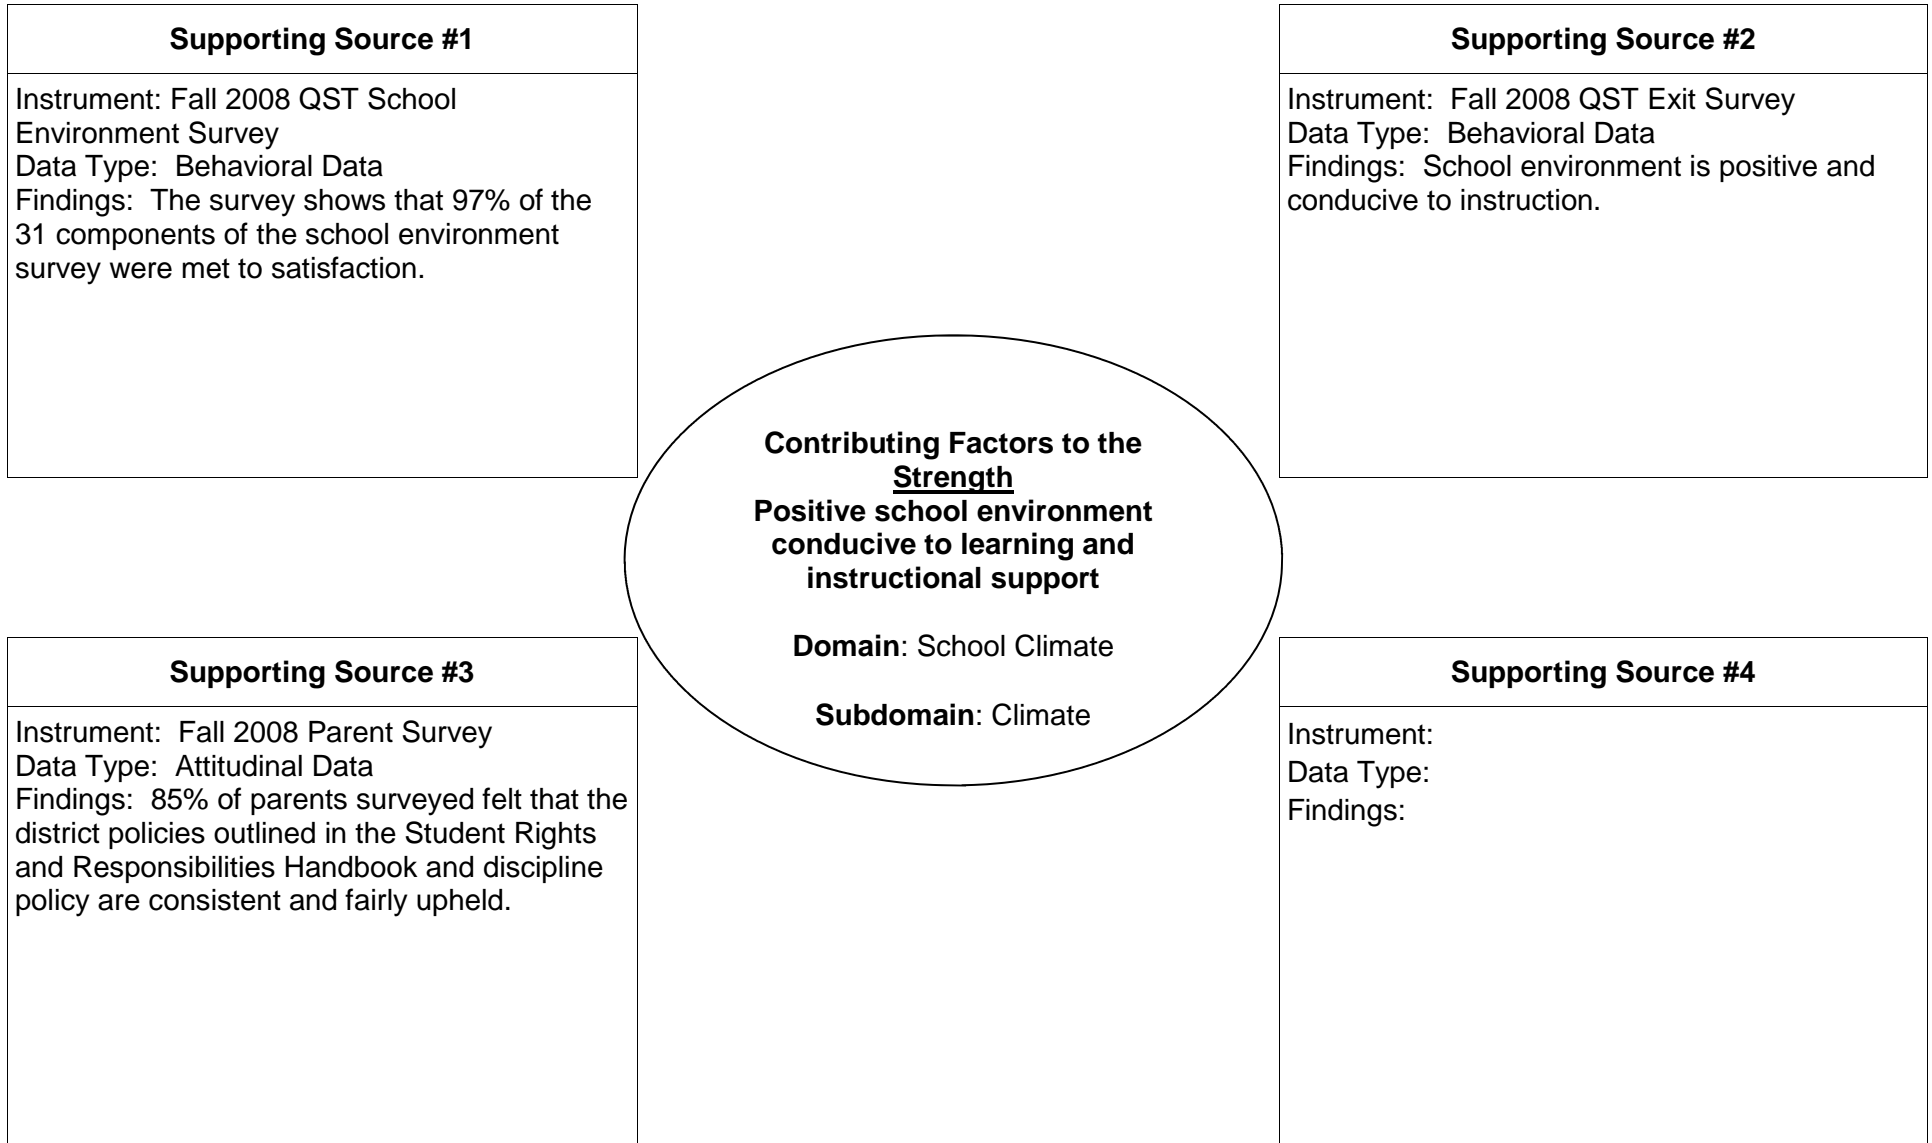 Supporting Source #1
Instrument: Fall 2008 QST School
Environment Survey
Data Type: Behavioral Data
Findings: The survey shows that 97% of the
31 components of the school environment
survey were met to satisfaction.
Supporting Source #2
Instrument: Fall 2008 QST Exit Survey
Data Type: Behavioral Data
Findings: School environment is positive and
conducive to instruction.
Contributing Factors to the
Strength
Positive school environment
conducive to learning and
instructional support
Domain: School Climate
Subdomain: Climate
Supporting Source #3
Instrument: Fall 2008 Parent Survey
Data Type: Attitudinal Data
Findings: 85% of parents surveyed felt that the
district policies outlined in the Student Rights
and Responsibilities Handbook and discipline
policy are consistent and fairly upheld.
Supporting Source #4
Instrument:
Data Type:
Findings: